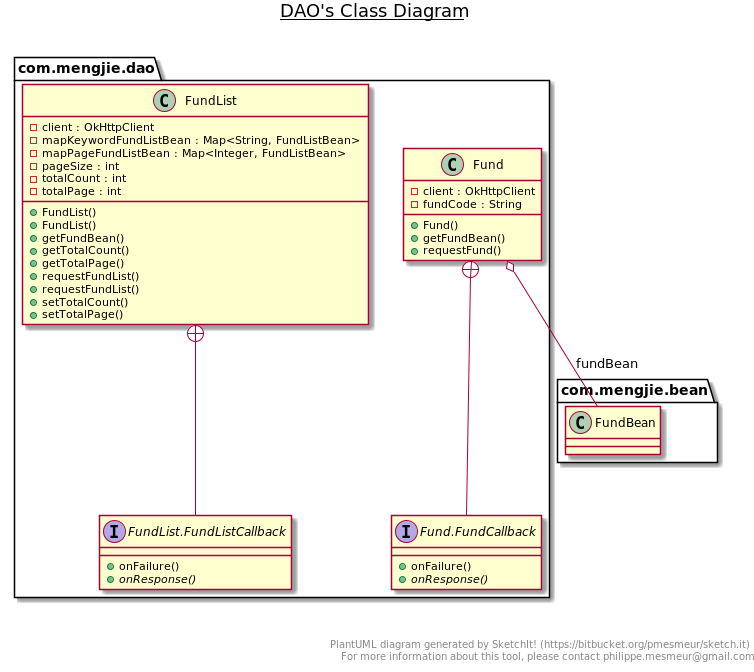 DAO's Class Diagram
com.mengjie.dao
C FundList
client : OkHttpClient
mapKeywordFundListBean : Map<String, FundListBean>
mapPageFundListBean : Map<Integer, FundListBean>
pageSize : int
totalCount : int
totalPage : int
FundList()
FundList()
getFundBean()
getTotalCount()
getTotalPage()
requestFundList()
requestFundList()
setTotalCount()
setTotalPage()
C Fund
client : OkHttpClient
fundCode : String
Fund()
getFundBean()
requestFund()
fundBean
com.mengjie.bean
C FundBean
I FundList.FundListCallback
onFailure()
onResponse()
I Fund.FundCallback
onFailure()
onResponse()
PlantUML diagram generated by SketchIt! (https://bitbucket.org/pmesmeur/sketch.it)
For more information about this tool, please contact philippe.mesmeur@gmail.com